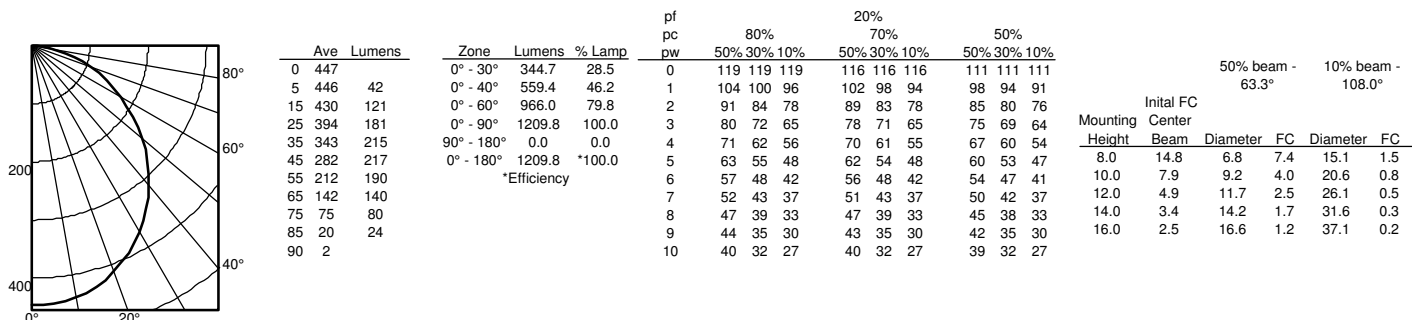 80°
60°
40°
20°
0°
200
400
Ave Lumens
0 447
5 446 42
15 430 121
25 394 181
35 343 215
45 282 217
55 212 190
65 142 140
75 75 80
85 20 24
90 2
Zone Lumens % Lamp
0° - 30° 344.7 28.5
0° - 40° 559.4 46.2
0° - 60° 966.0 79.8
0° - 90° 1209.8 100.0
90° - 180° 0.0 0.0
0° - 180° 1209.8 *100.0
*Efficiency
pf 20%
pc 80% 70% 50%
pw 50% 30% 10% 50% 30% 10% 50% 30% 10%
0 119 119 119 116 116 116 111 111 111
1 104 100 96 102 98 94 98 94 91
2 91 84 78 89 83 78 85 80 76
3 80 72 65 78 71 65 75 69 64
4 71 62 56 70 61 55 67 60 54
5 63 55 48 62 54 48 60 53 47
6 57 48 42 56 48 42 54 47 41
7 52 43 37 51 43 37 50 42 37
8 47 39 33 47 39 33 45 38 33
9 44 35 30 43 35 30 42 35 30
10 40 32 27 40 32 27 39 32 27
50% beam - 10% beam -
63.3° 108.0°
Inital FC
Mounting Center
Height Beam Diameter FC Diameter FC
8.0 14.8 6.8 7.4 15.1 1.5
10.0 7.9 9.2 4.0 20.6 0.8
12.0 4.9 11.7 2.5 26.1 0.5
14.0 3.4 14.2 1.7 31.6 0.3
16.0 2.5 16.6 1.2 37.1 0.2